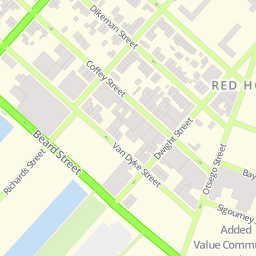 Dikeman Street
Coffey Street
RED HO
Dwight Street
Beard Street
Van Dyke Street
Richards Street
Otsego Street
Bay
Sigourney S
Added
Value Commu